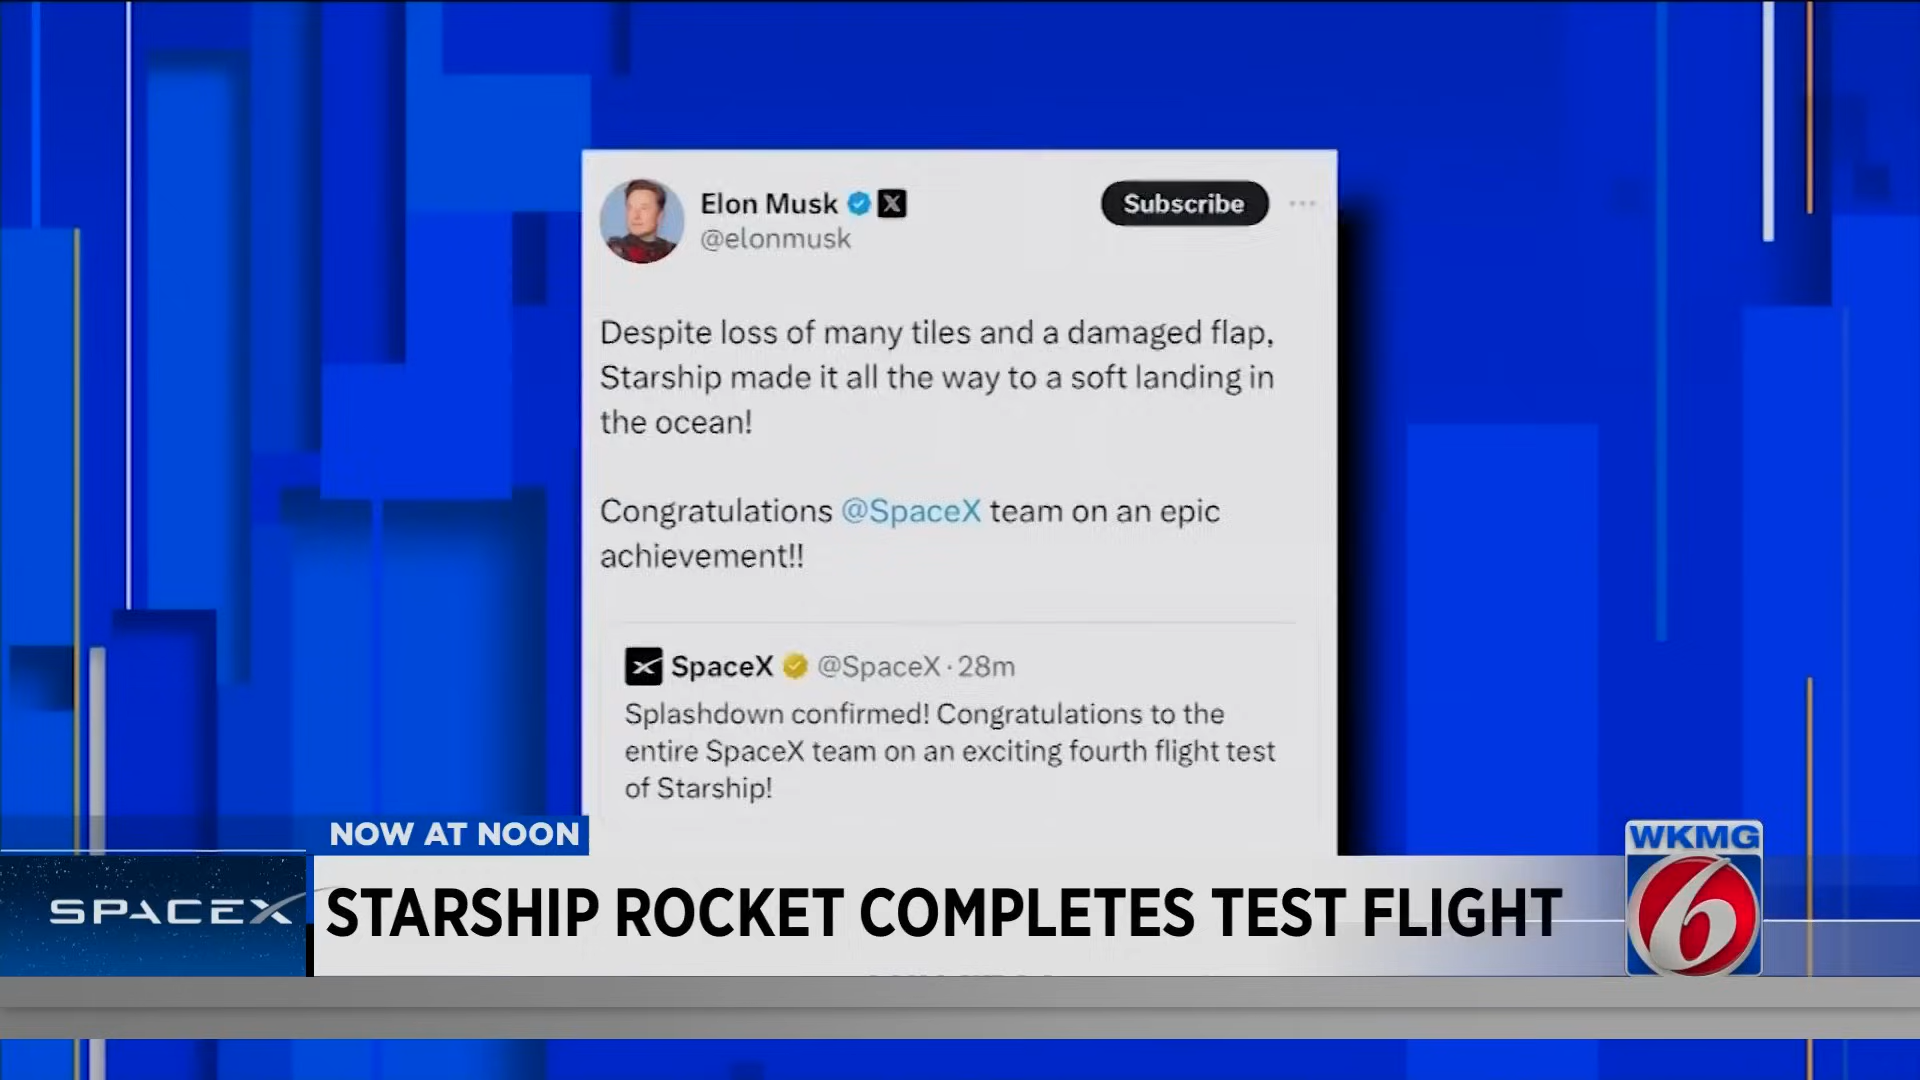 Elon Musk
@elonmusk
Subscribe
Despite loss of many tiles and a damaged flap,
Starship made it all the way to a soft landing in
the ocean!
Congratulations @SpaceX team on an epic
achievement!!
SpaceX @SpaceX · 28m
Splashdown confirmed! Congratulations to the
entire SpaceX team on an exciting fourth flight test
of Starship!
NOW AT NOON
SPACEX
STARSHIP ROCKET COMPLETES TEST FLIGHT
WKMG
6